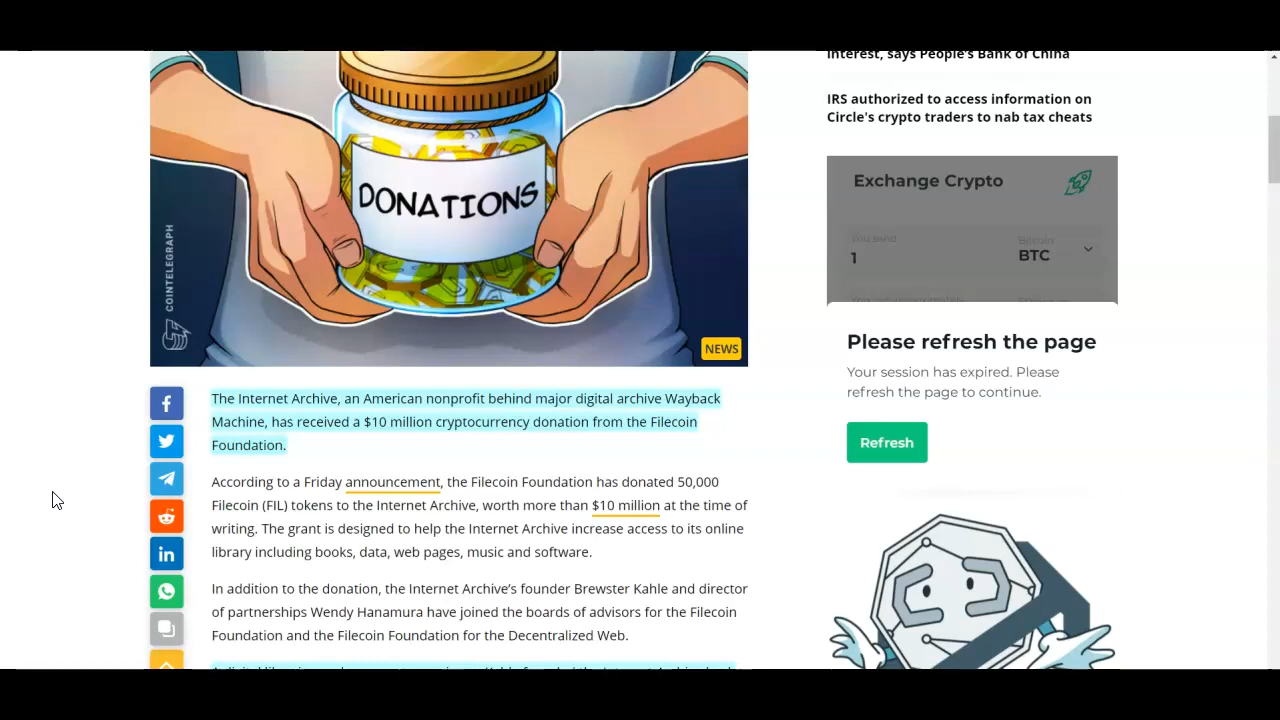 interest, says People's Bank of China
IRS authorized to access information on
Circle's crypto traders to nab tax cheats
DONATIONS
COINTELEGRAPH
NEWS
Exchange Crypto
You send
1
Bitcoin
BTC
Please refresh the page
Your session has expired. Please
refresh the page to continue.
Refresh
The Internet Archive, an American nonprofit behind major digital archive Wayback
Machine, has received a $10 million cryptocurrency donation from the Filecoin
Foundation.
According to a Friday announcement, the Filecoin Foundation has donated 50,000
Filecoin (FIL) tokens to the Internet Archive, worth more than $10 million at the time of
writing. The grant is designed to help the Internet Archive increase access to its online
library including books, data, web pages, music and software.
In addition to the donation, the Internet Archive’s founder Brewster Kahle and director
of partnerships Wendy Hanamura have joined the boards of advisors for the Filecoin
Foundation and the Filecoin Foundation for the Decentralized Web.